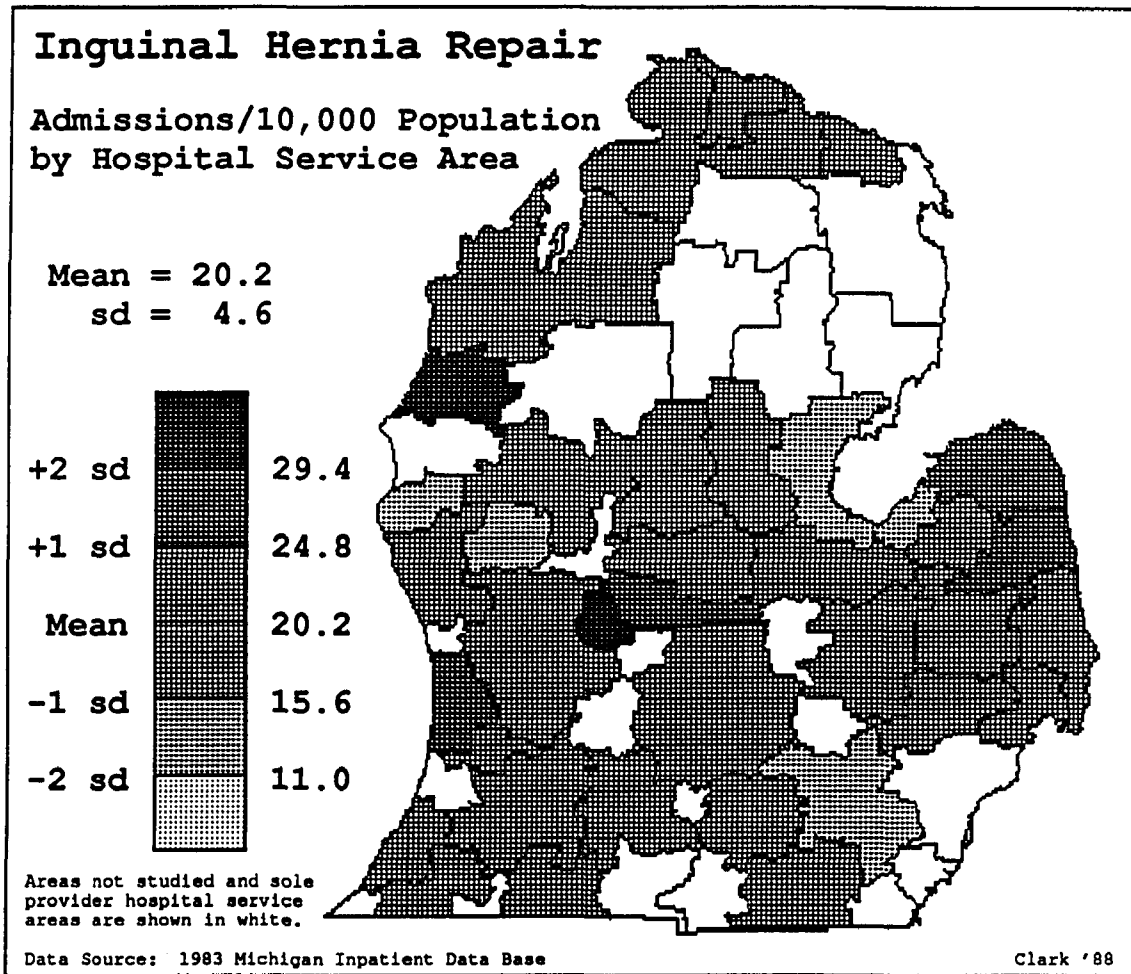 Inguinal Hernia Repair
Admissions/10,000 Population
by Hospital Service Area
Mean = 20.2
sd = 4.6
+2 sd 29.4
+1 sd 24.8
Mean 20.2
-1 sd 15.6
-2 sd 11.0
Areas not studied and sole
provider hospital service
areas are shown in white.
Data Source: 1983 Michigan Inpatient Data Base Clark '88